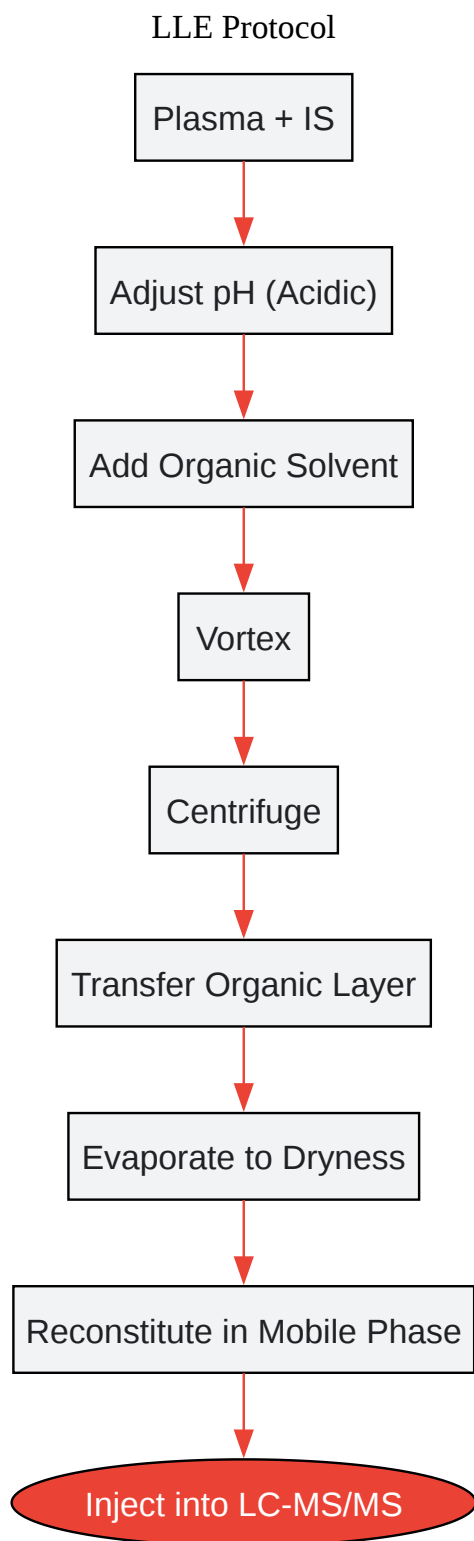 LLE Protocol
Plasma + IS
Adjust pH (Acidic)
Add Organic Solvent
Vortex
Centrifuge
Transfer Organic Layer
Evaporate to Dryness
Reconstitute in Mobile Phase
Inject into LC-MS/MS